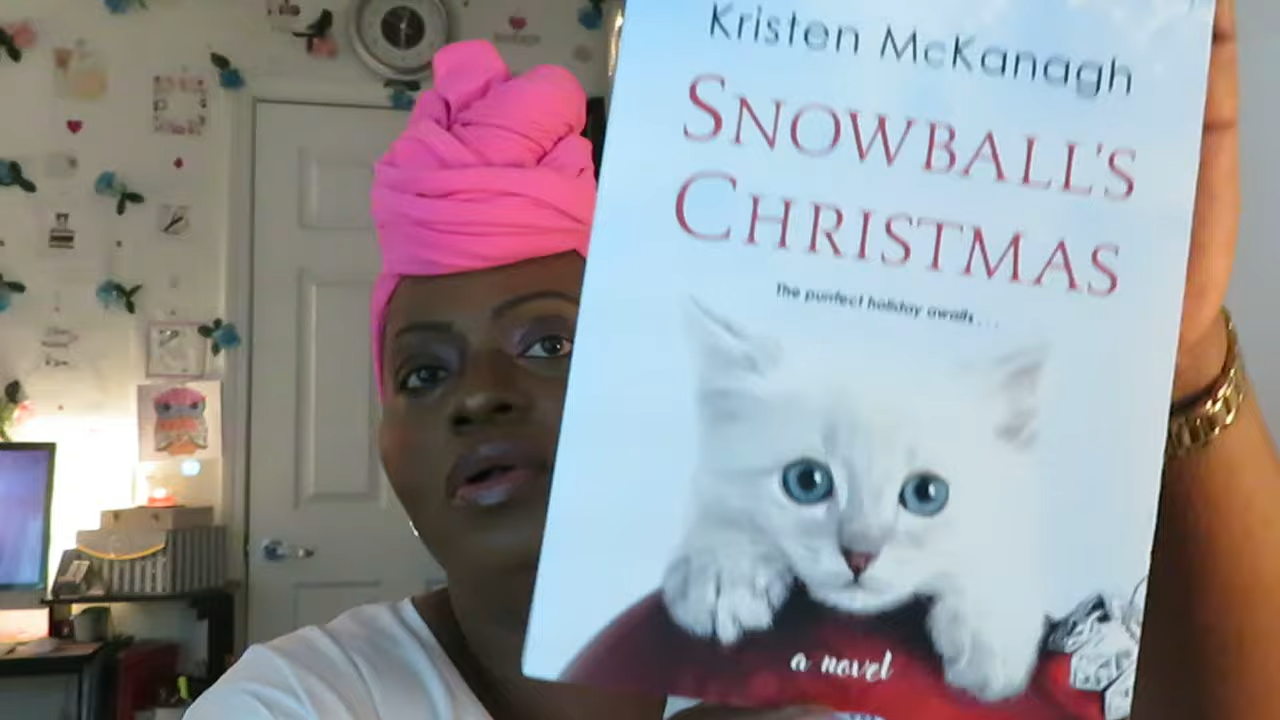 Kristen McKanagh
SNOWBALL'S
CHRISTMAS
The purrfect holiday awaits...
a novel